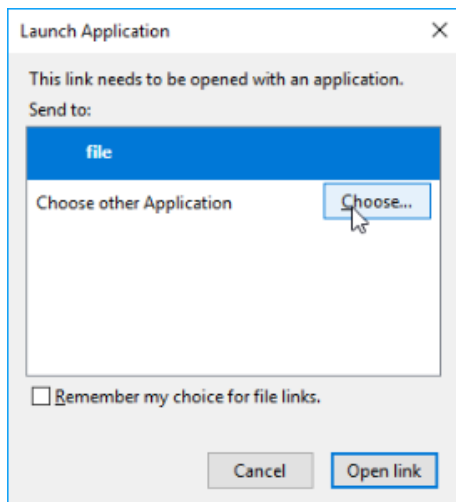 Launch Application
This link needs to be opened with an application.
Send to:
file
Choose other Application
Choose...
Remember my choice for file links.
Cancel
Open link